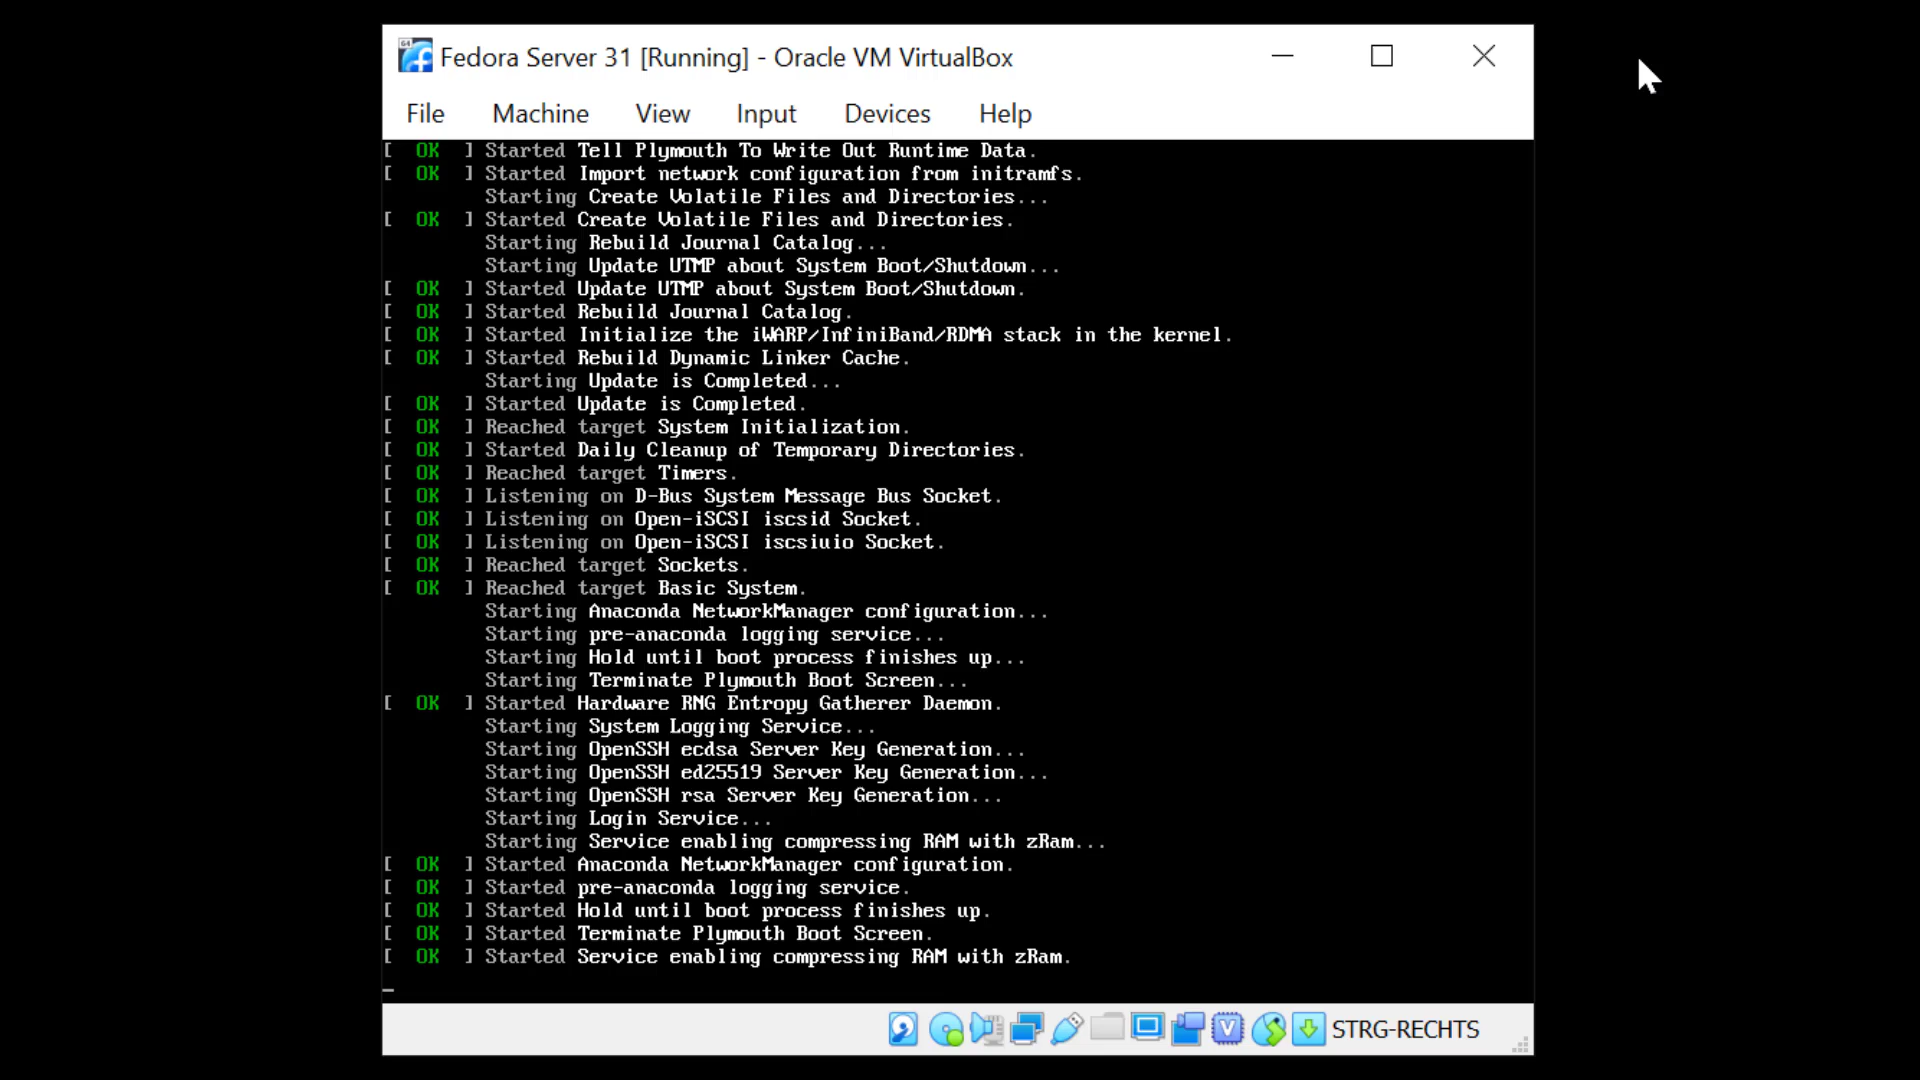 Fedora Server 31 [Running] - Oracle VM VirtualBox
File Machine View Input Devices Help
[ OK ] Started Tell Plymouth To Write Out Runtime Data.
[ OK ] Started Import network configuration from initramfs.
Starting Create Volatile Files and Directories...
[ OK ] Started Create Volatile Files and Directories.
Starting Rebuild Journal Catalog...
Starting Update UTMP about System Boot/Shutdown...
[ OK ] Started Update UTMP about System Boot/Shutdown.
[ OK ] Started Rebuild Journal Catalog.
[ OK ] Started Initialize the iWARP/InfiniBand/RDMA stack in the kernel.
[ OK ] Started Rebuild Dynamic Linker Cache.
Starting Update is Completed...
[ OK ] Started Update is Completed.
[ OK ] Reached target System Initialization.
[ OK ] Started Daily Cleanup of Temporary Directories.
[ OK ] Reached target Timers.
[ OK ] Listening on D-Bus System Message Bus Socket.
[ OK ] Listening on Open-iSCSI iscsid Socket.
[ OK ] Listening on Open-iSCSI iscsiuio Socket.
[ OK ] Reached target Sockets.
[ OK ] Reached target Basic System.
Starting Anaconda NetworkManager configuration...
Starting pre-anaconda logging service...
Starting Hold until boot process finishes up...
Starting Terminate Plymouth Boot Screen...
[ OK ] Started Hardware RNG Entropy Gatherer Daemon.
Starting System Logging Service...
Starting OpenSSH ecdsa Server Key Generation...
Starting OpenSSH ed25519 Server Key Generation...
Starting OpenSSH rsa Server Key Generation...
Starting Login Service...
Starting Service enabling compressing RAM with zRam...
[ OK ] Started Anaconda NetworkManager configuration.
[ OK ] Started pre-anaconda logging service.
[ OK ] Started Hold until boot process finishes up.
[ OK ] Started Terminate Plymouth Boot Screen.
[ OK ] Started Service enabling compressing RAM with zRam.
STRG-RECHTS